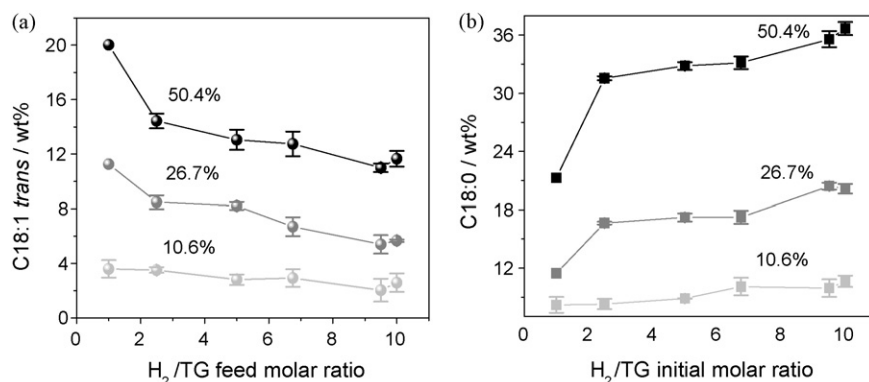 (a)
C18:1 trans / wt%
20
16
12
8
4
0
50.4%
26.7%
10.6%
0 2 4 6 8 10
H2/TG feed molar ratio
(b)
C18:0 / wt%
36
30
24
18
12
50.4%
26.7%
10.6%
0 2 4 6 8 10
H2/TG initial molar ratio